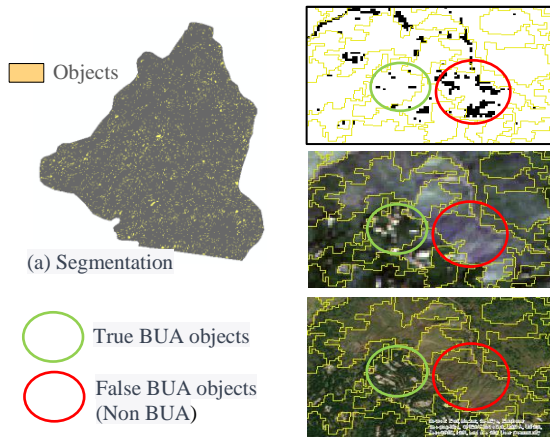 Objects
(a) Segmentation
True BUA objects
False BUA objects
(Non BUA)